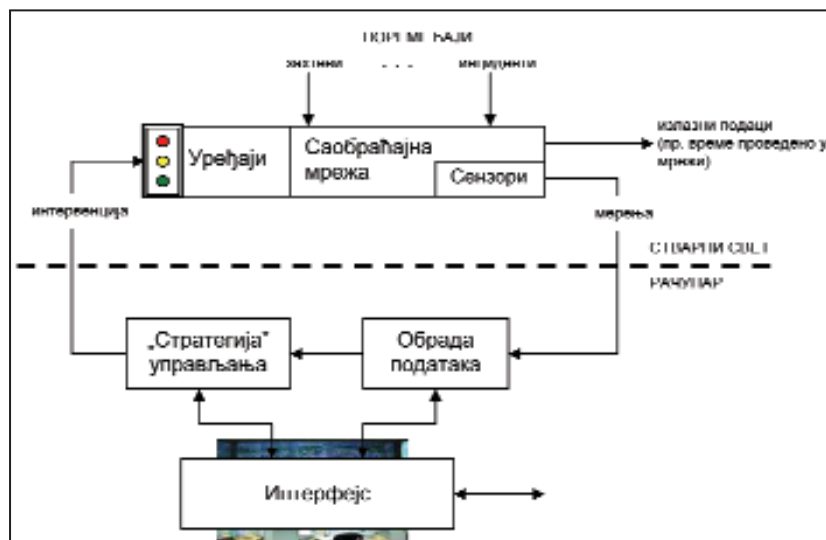 ПОРЕМЕЋАЈИ
захтеви . . . инциденти
Уређаји
Саобраћајна
мрежа
Сензори
излазни подаци
(пр. време проведено у
мрежи)
интервенција
мерења
СТВАРНИ СВЕТ
РАЧУНАР
„Стратегија“
управљања
Обрада
података
Интерфејс